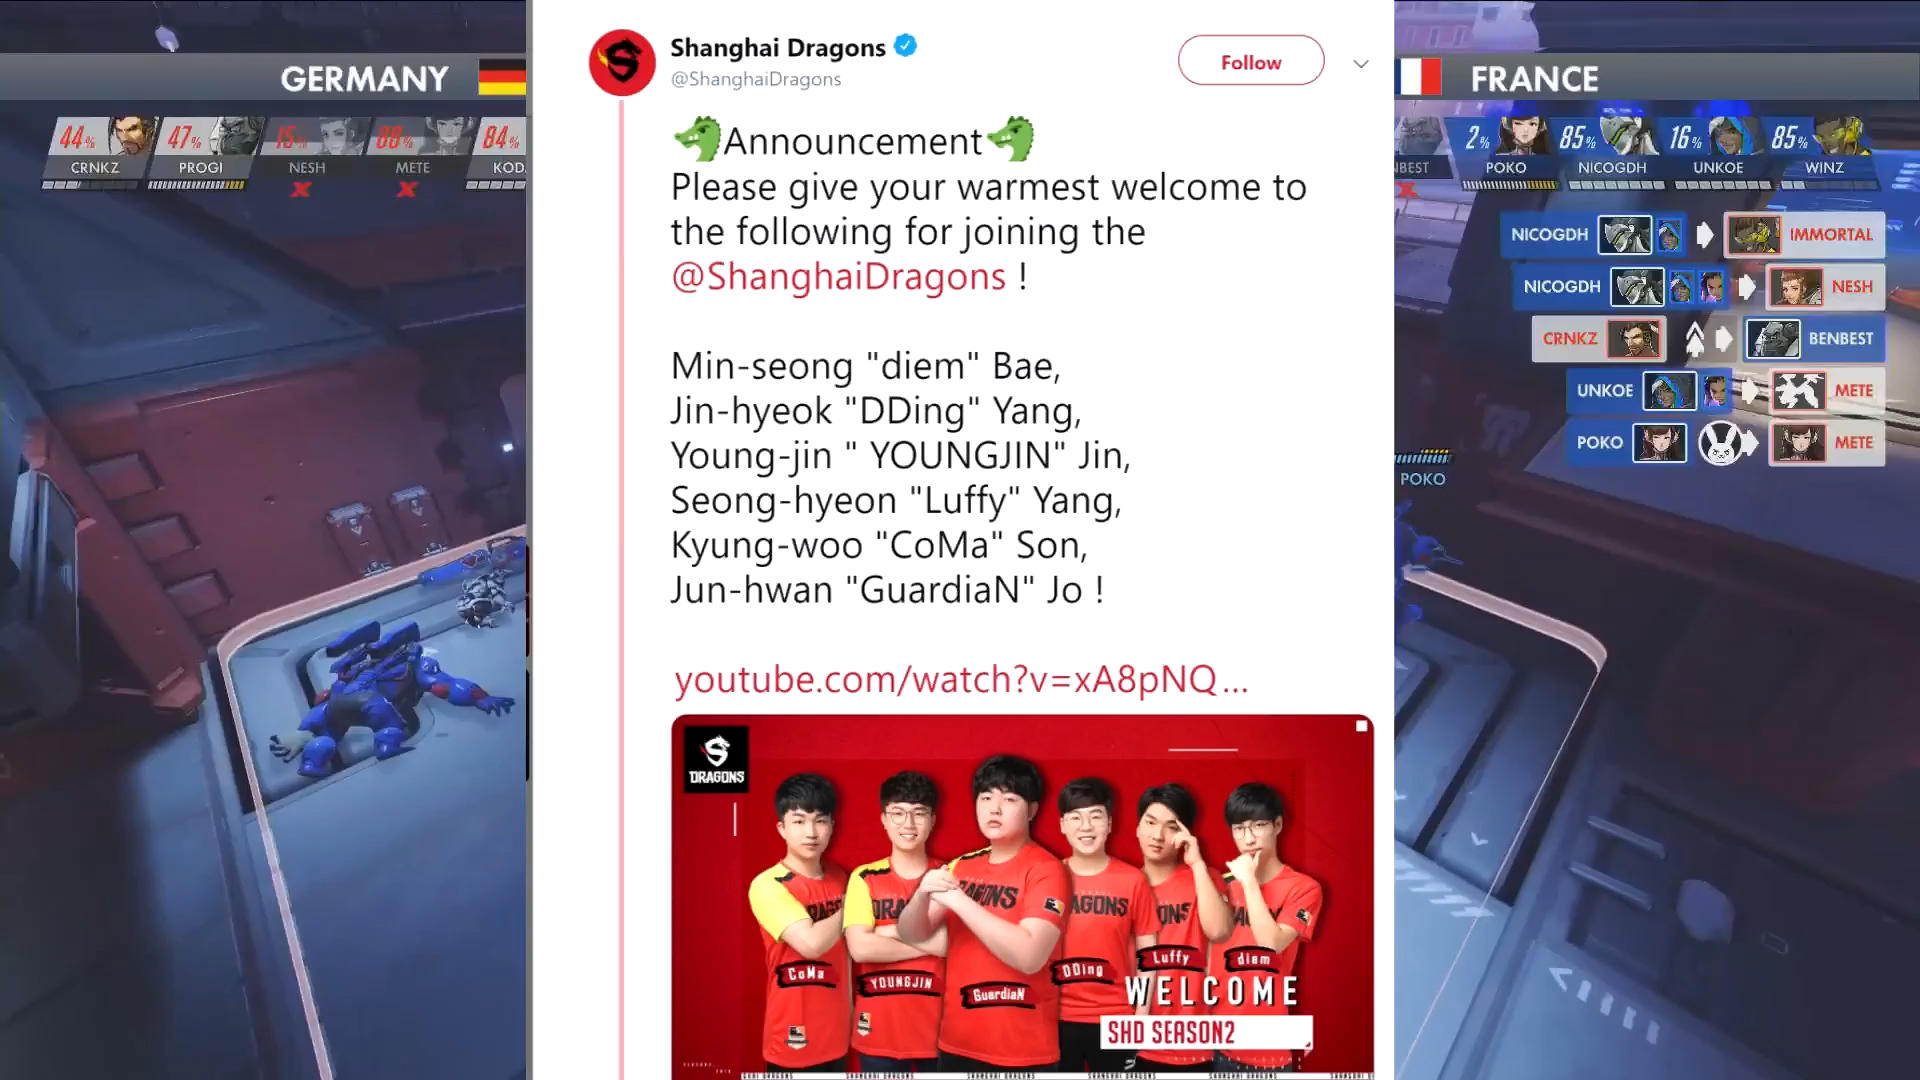 GERMANY
44% CRNKZ
47% PROGI
15% NESH
88% METE
84% KOD
Shanghai Dragons
@ShanghaiDragons
Follow
Announcement
Please give your warmest welcome to
the following for joining the
@ShanghaiDragons !
Min-seong "diem" Bae,
Jin-hyeok "DDing" Yang,
Young-jin " YOUNGJIN" Jin,
Seong-hyeon "Luffy" Yang,
Kyung-woo "CoMa" Son,
Jun-hwan "GuardiaN" Jo !
youtube.com/watch?v=xA8pNQ...
DRAGONS
CoMa
YOUNGJIN
GuardiaN
DDing
Luffy
diem
WELCOME
SHD SEASON2
FRANCE
NBEST
2% POKO
85% NICOGDH
16% UNKOE
85% WINZ
NICOGDH IMMORTAL
NICOGDH NESH
CRNKZ BENBEST
UNKOE METE
POKO METE
POKO